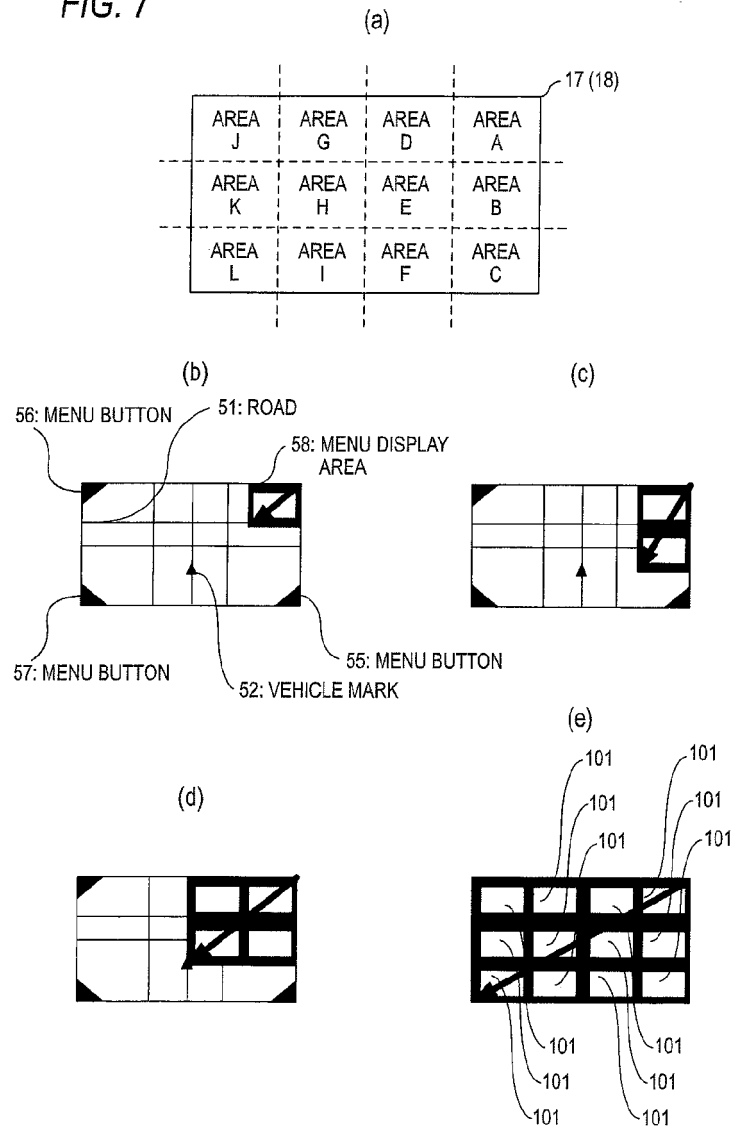 FIG. 7
(a)
17 (18)
AREA J
AREA G
AREA D
AREA A
AREA K
AREA H
AREA E
AREA B
AREA L
AREA I
AREA F
AREA C
(b)
(c)
56: MENU BUTTON
51: ROAD
58: MENU DISPLAY
AREA
57: MENU BUTTON
55: MENU BUTTON
52: VEHICLE MARK
(e)
(d)
101
101
101
101
101
101
101
101
101
101
101
101